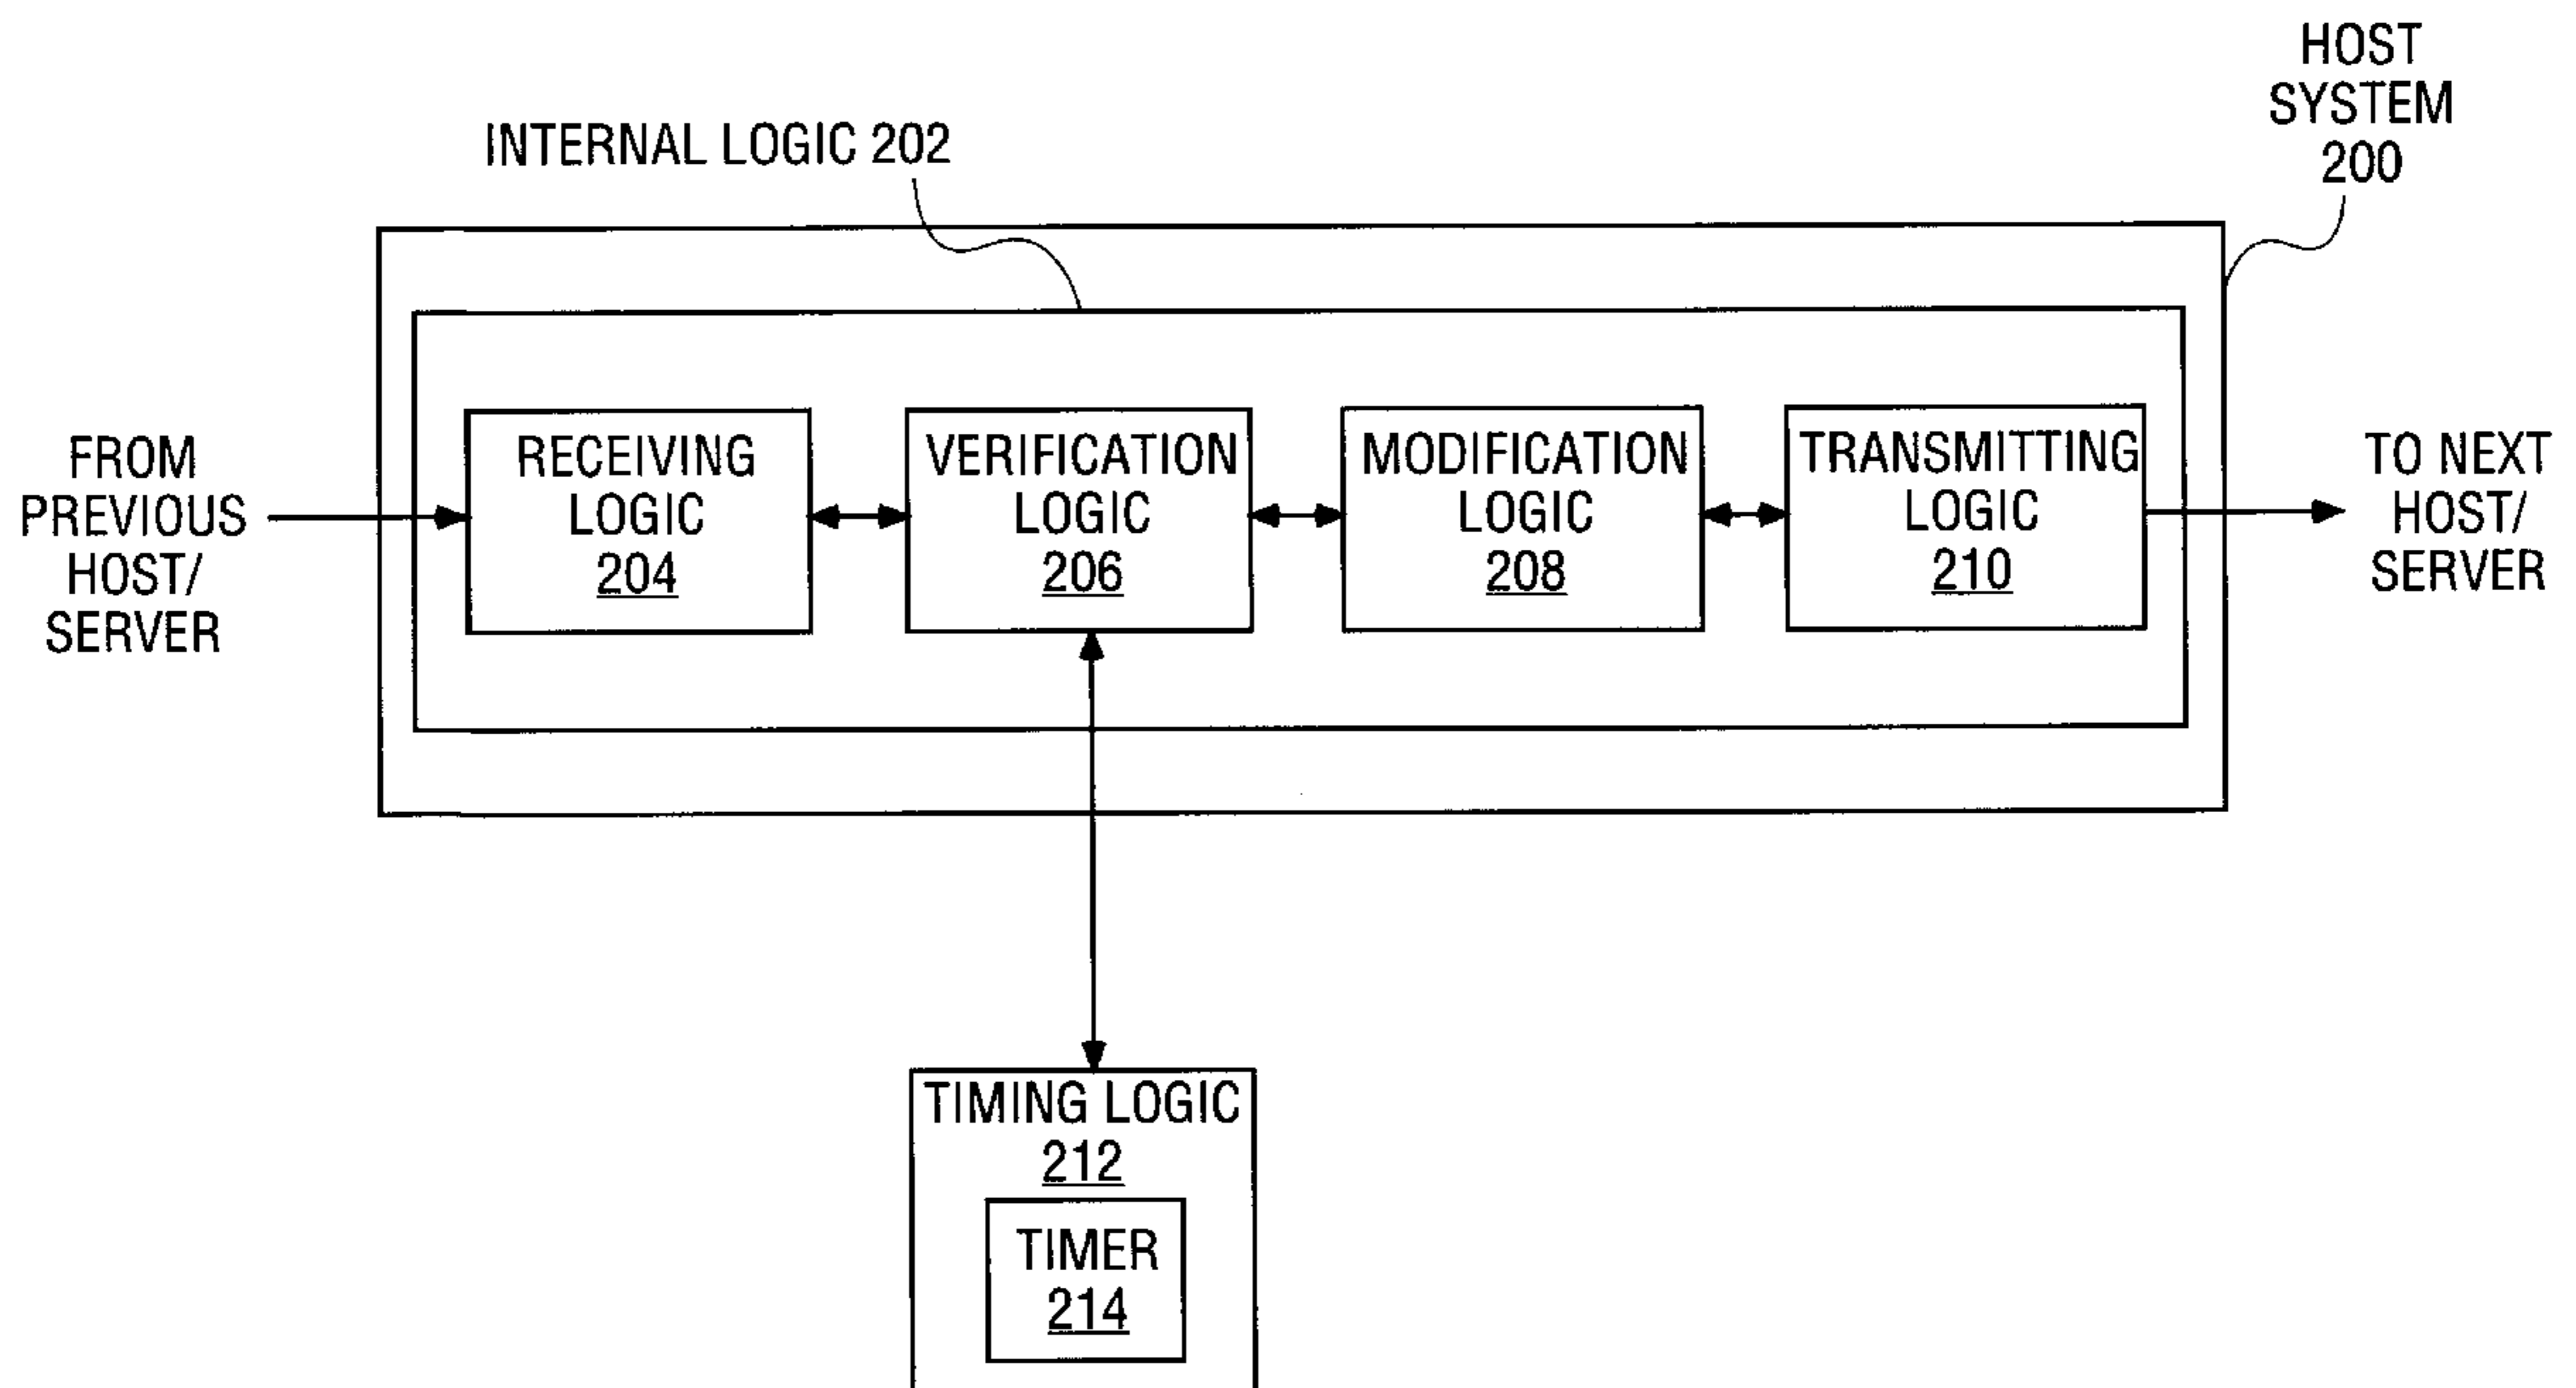 HOST
SYSTEM
200
INTERNAL LOGIC 202
FROM
PREVIOUS
HOST/
SERVER
RECEIVING
LOGIC
204
VERIFICATION
LOGIC
206
MODIFICATION
LOGIC
208
TRANSMITTING
LOGIC
210
TO NEXT
HOST/
SERVER
TIMING LOGIC
212
TIMER
214